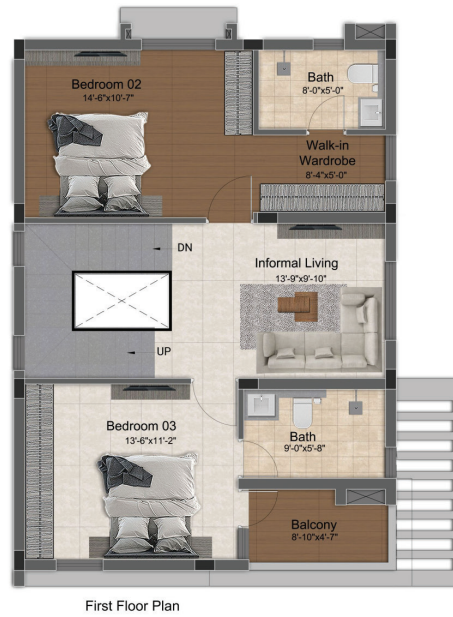 Bedroom 02
14'-6"x10'-7"
Bath
8'-0"x5'-0"
Walk-in
Wardrobe
8'-4"x5'-0"
DN
Informal Living
13'-9"x9'-10"
UP
Bedroom 03
13'-6"x11'-2"
Bath
9'-0"x5'-8"
Balcony
8'-10"x4'-7"
First Floor Plan